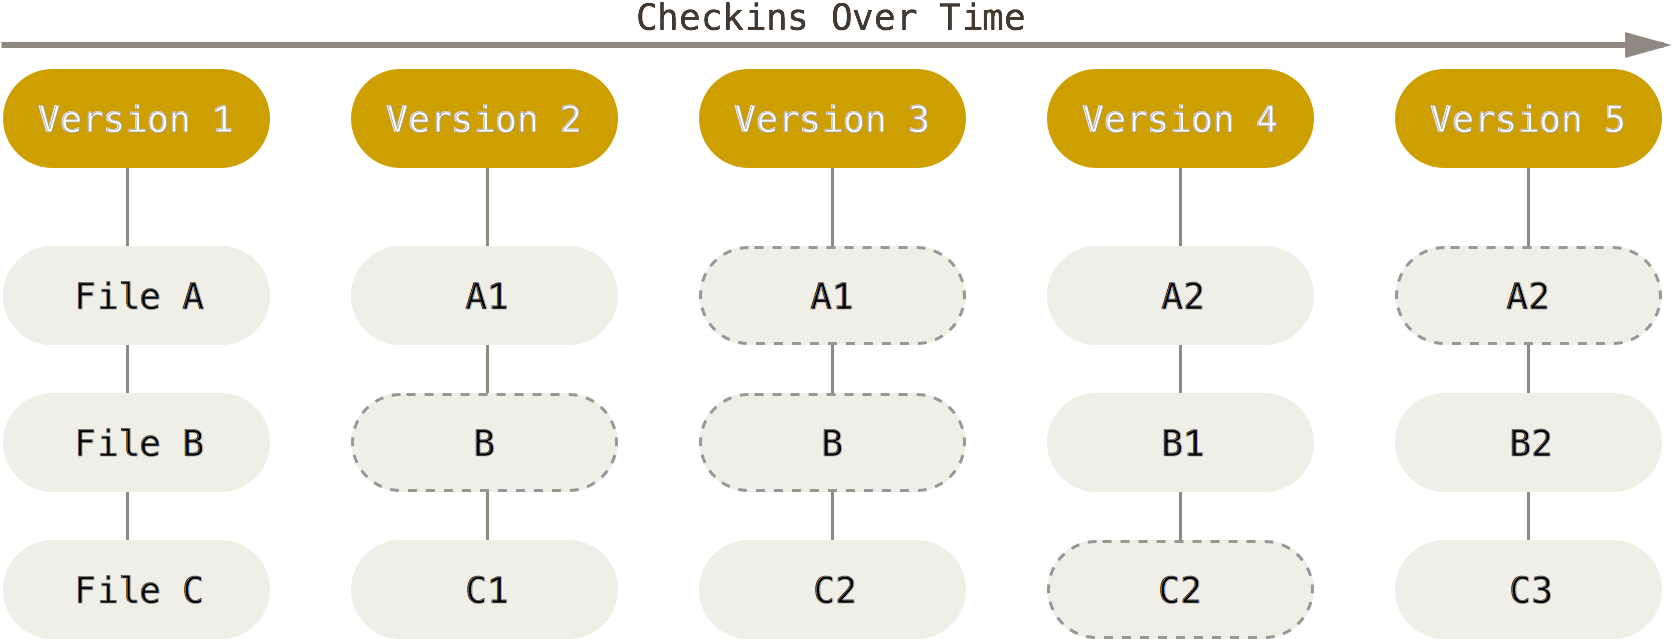 Checkins Over Time
Version 1
Version 2
Version 3
Version 4
Version 5
File A
A1
A1
A2
A2
File B
B
B
B1
B2
File C
C1
C2
C2
C3